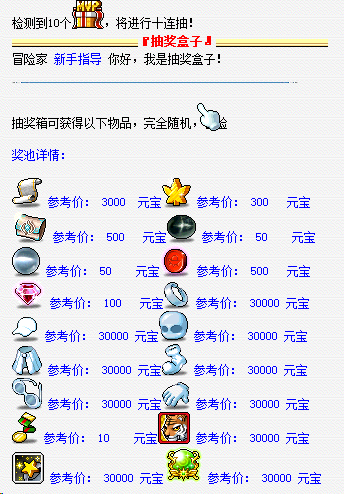 检测到10个MVP，将进行十连抽!
『抽奖盒子』
冒险家 新手指导 你好，我是抽奖盒子!
抽奖箱可获得以下物品，完全随机，险
奖池详情：
参考价： 3000 元宝 参考价： 300 元宝
参考价： 500 元宝 参考价： 50 元宝
参考价： 50 元宝 参考价： 500 元宝
参考价： 100 元宝 参考价： 30000 元宝
参考价： 30000 元宝 参考价： 30000 元宝
参考价： 30000 元宝 参考价： 30000 元宝
参考价： 30000 元宝 参考价： 30000 元宝
参考价： 10 元宝 参考价： 30000 元宝
参考价： 30000 元宝 参考价： 30000 元宝